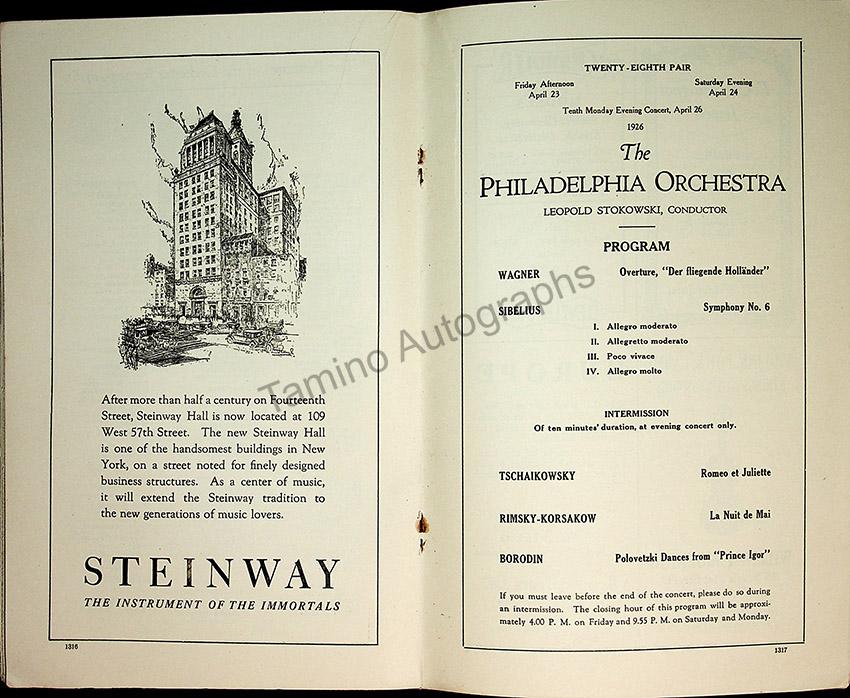 After more than half a century on Fourteenth
Street, Steinway Hall is now located at 109
West 57th Street. The new Steinway Hall
is one of the handsomest buildings in New
York, on a street noted for finely designed
business structures. As a center of music,
it will extend the Steinway tradition to
the new generations of music lovers.
STEINWAY
THE INSTRUMENT OF THE IMMORTALS
1316
TWENTY-EIGHTH PAIR
Friday Afternoon Saturday Evening
April 23 April 24
Tenth Monday Evening Concert, April 26
1926
The
PHILADELPHIA ORCHESTRA
LEOPOLD STOKOWSKI, CONDUCTOR
PROGRAM
WAGNER Overture, "Der fliegende Holländer"
SIBELIUS Symphony No. 6
I. Allegro moderato
II. Allegretto moderato
III. Poco vivace
IV. Allegro molto
INTERMISSION
Of ten minutes' duration, at evening concert only.
TSCHAIKOWSKY Romeo et Juliette
RIMSKY-KORSAKOW La Nuit de Mai
BORODIN Polovetzki Dances from "Prince Igor"
If you must leave before the end of the concert, please do so during
an intermission. The closing hour of this program will be approxi-
mately 4.00 P. M. on Friday and 9.55 P. M. on Saturday and Monday.
1317
Tamino Autographs